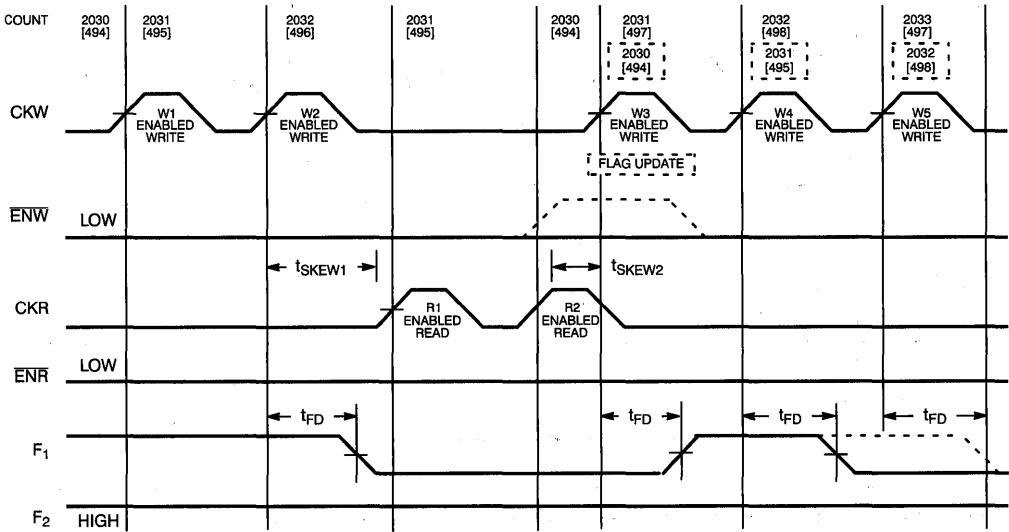 COUNT 2030 2031 2032 2031 2030 2031 2032 2033
[494] [495] [496] [495] [494] [497] [498] [497]
2030 2031 2032
[494] [495] [498]
CKW W1 W2 W3 W4 W5
ENABLED ENABLED ENABLED ENABLED ENABLED
WRITE WRITE WRITE WRITE WRITE
FLAG UPDATE
ENW LOW
tSKEW1 tSKEW2
CKR R1 R2
ENABLED ENABLED
READ READ
LOW
ENR
tFD tFD tFD tFD
F1
F2 HIGH